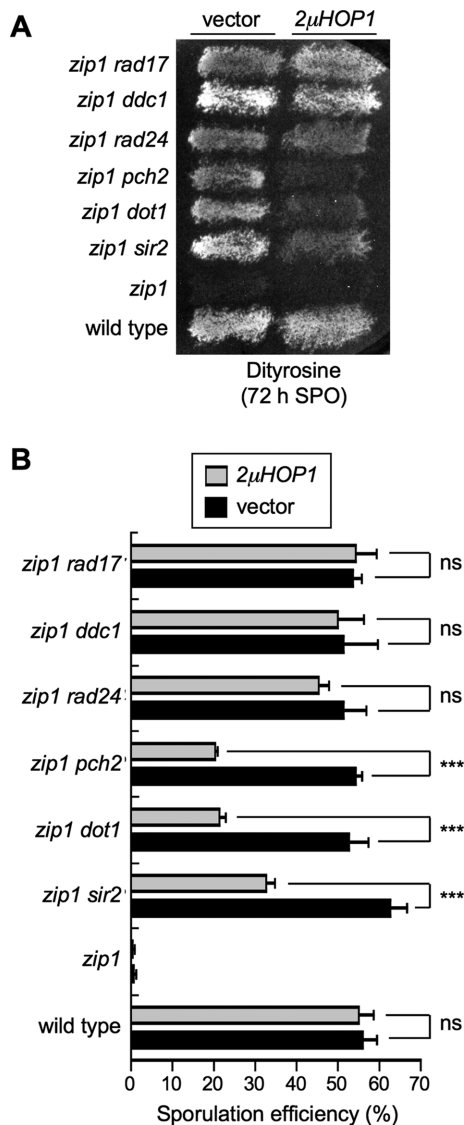 A
vector 2μHOP1
zip1 rad17
zip1 ddc1
zip1 rad24
zip1 pch2
zip1 dot1
zip1 sir2
zip1
wild type
Dityrosine
(72 h SPO)
B
2μHOP1
vector
zip1 rad17 ns
zip1 ddc1 ns
zip1 rad24 ns
zip1 pch2 ***
zip1 dot1 ***
zip1 sir2 ***
zip1
wild type ns
0 10 20 30 40 50 60 70
Sporulation efficiency (%)